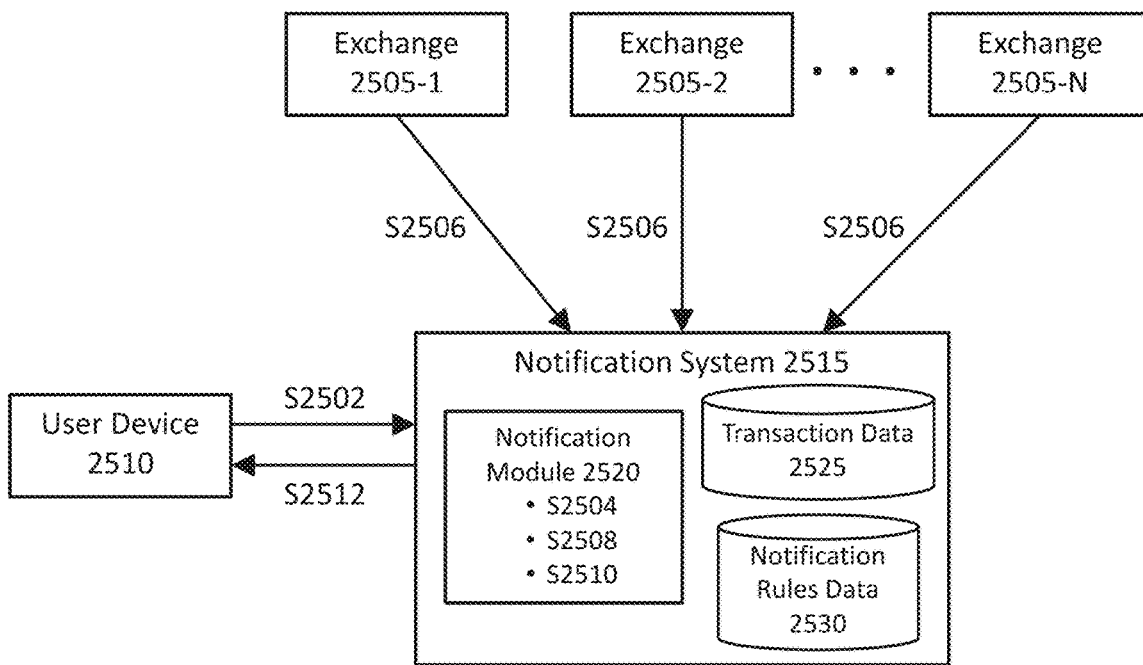 Exchange
2505-1
Exchange
2505-2
• • •
Exchange
2505-N
S2506
S2506
S2506
Notification System 2515
User Device
2510
S2502
S2512
Notification
Module 2520
• S2504
• S2508
• S2510
Transaction Data
2525
Notification
Rules Data
2530